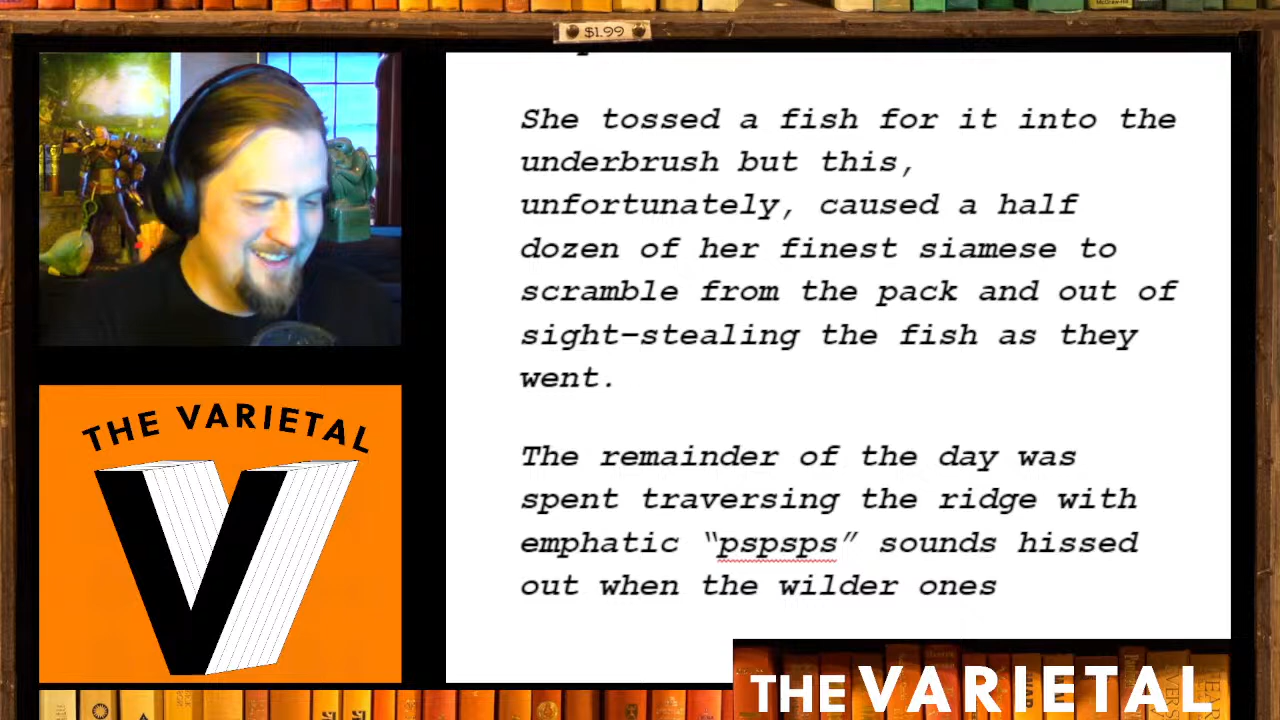 $1.99
She tossed a fish for it into the
underbrush but this,
unfortunately, caused a half
dozen of her finest siamese to
scramble from the pack and out of
sight-stealing the fish as they
went.
The remainder of the day was
spent traversing the ridge with
emphatic “pspsps” sounds hissed
out when the wilder ones
THE VARIETAL
V
THE VARIETAL